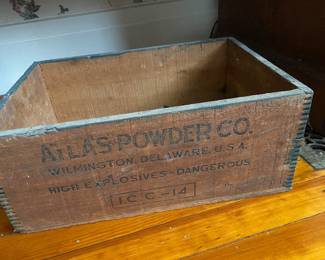 ATLAS POWDER CO.
WILMINGTON, DELAWARE, U.S.A.
HIGH EXPLOSIVES-DANGEROUS
I.C.C-14